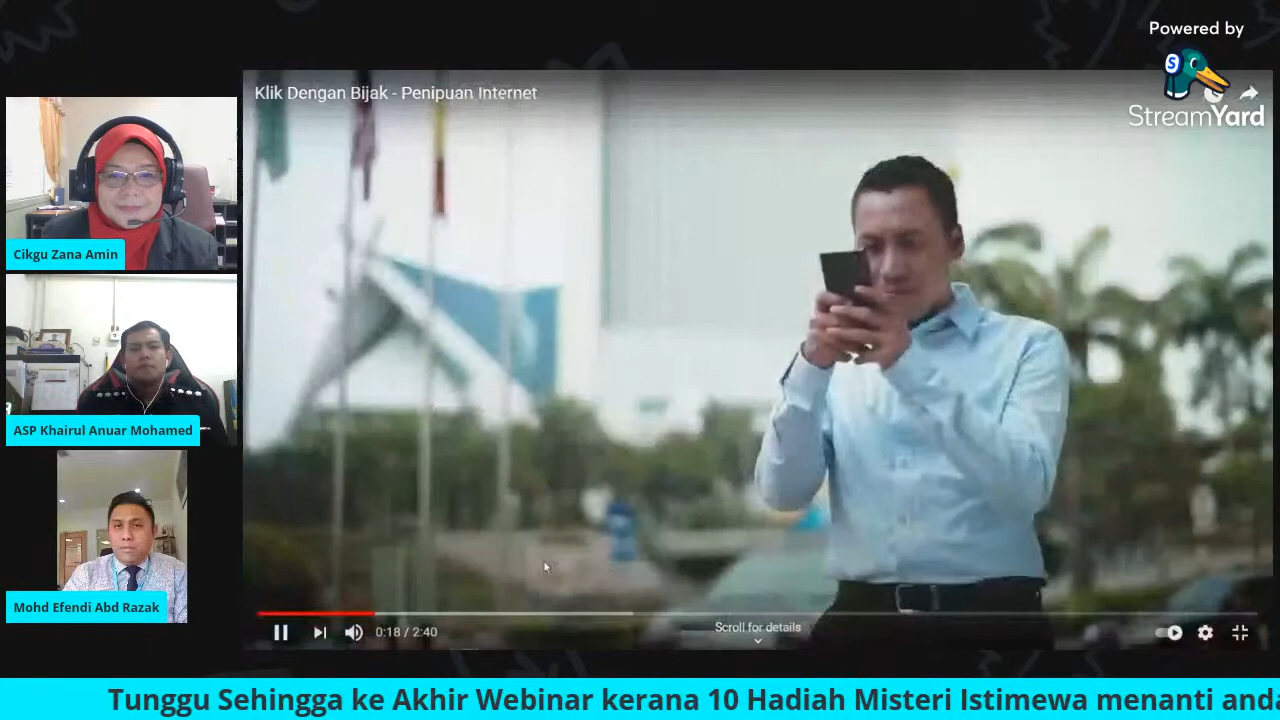 Powered by
StreamYard
Klik Dengan Bijak - Penipuan Internet
Cikgu Zana Amin
ASP Khairul Anuar Mohamed
Mohd Efendi Abd Razak
0:18 / 2:40
Scroll for details
Tunggu Sehingga ke Akhir Webinar kerana 10 Hadiah Misteri Istimewa menanti anda